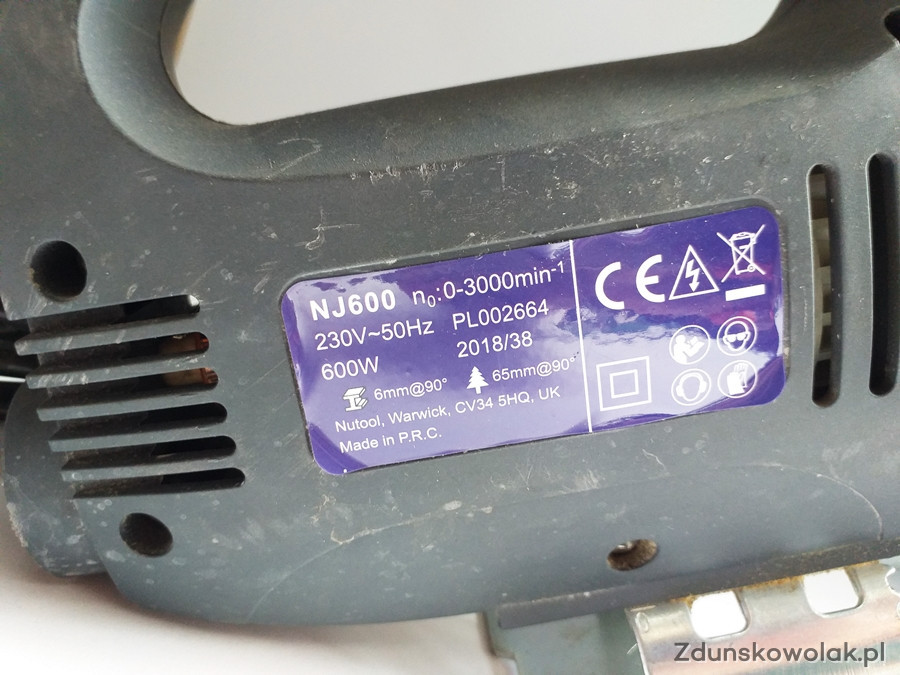 NJ600 n₀:0-3000min⁻¹
230V~50Hz PL002664
600W 2018/38
6mm@90° 65mm@90°
Nutool, Warwick, CV34 5HQ, UK
Made in P.R.C.
CE
Zdunskowolak.pl